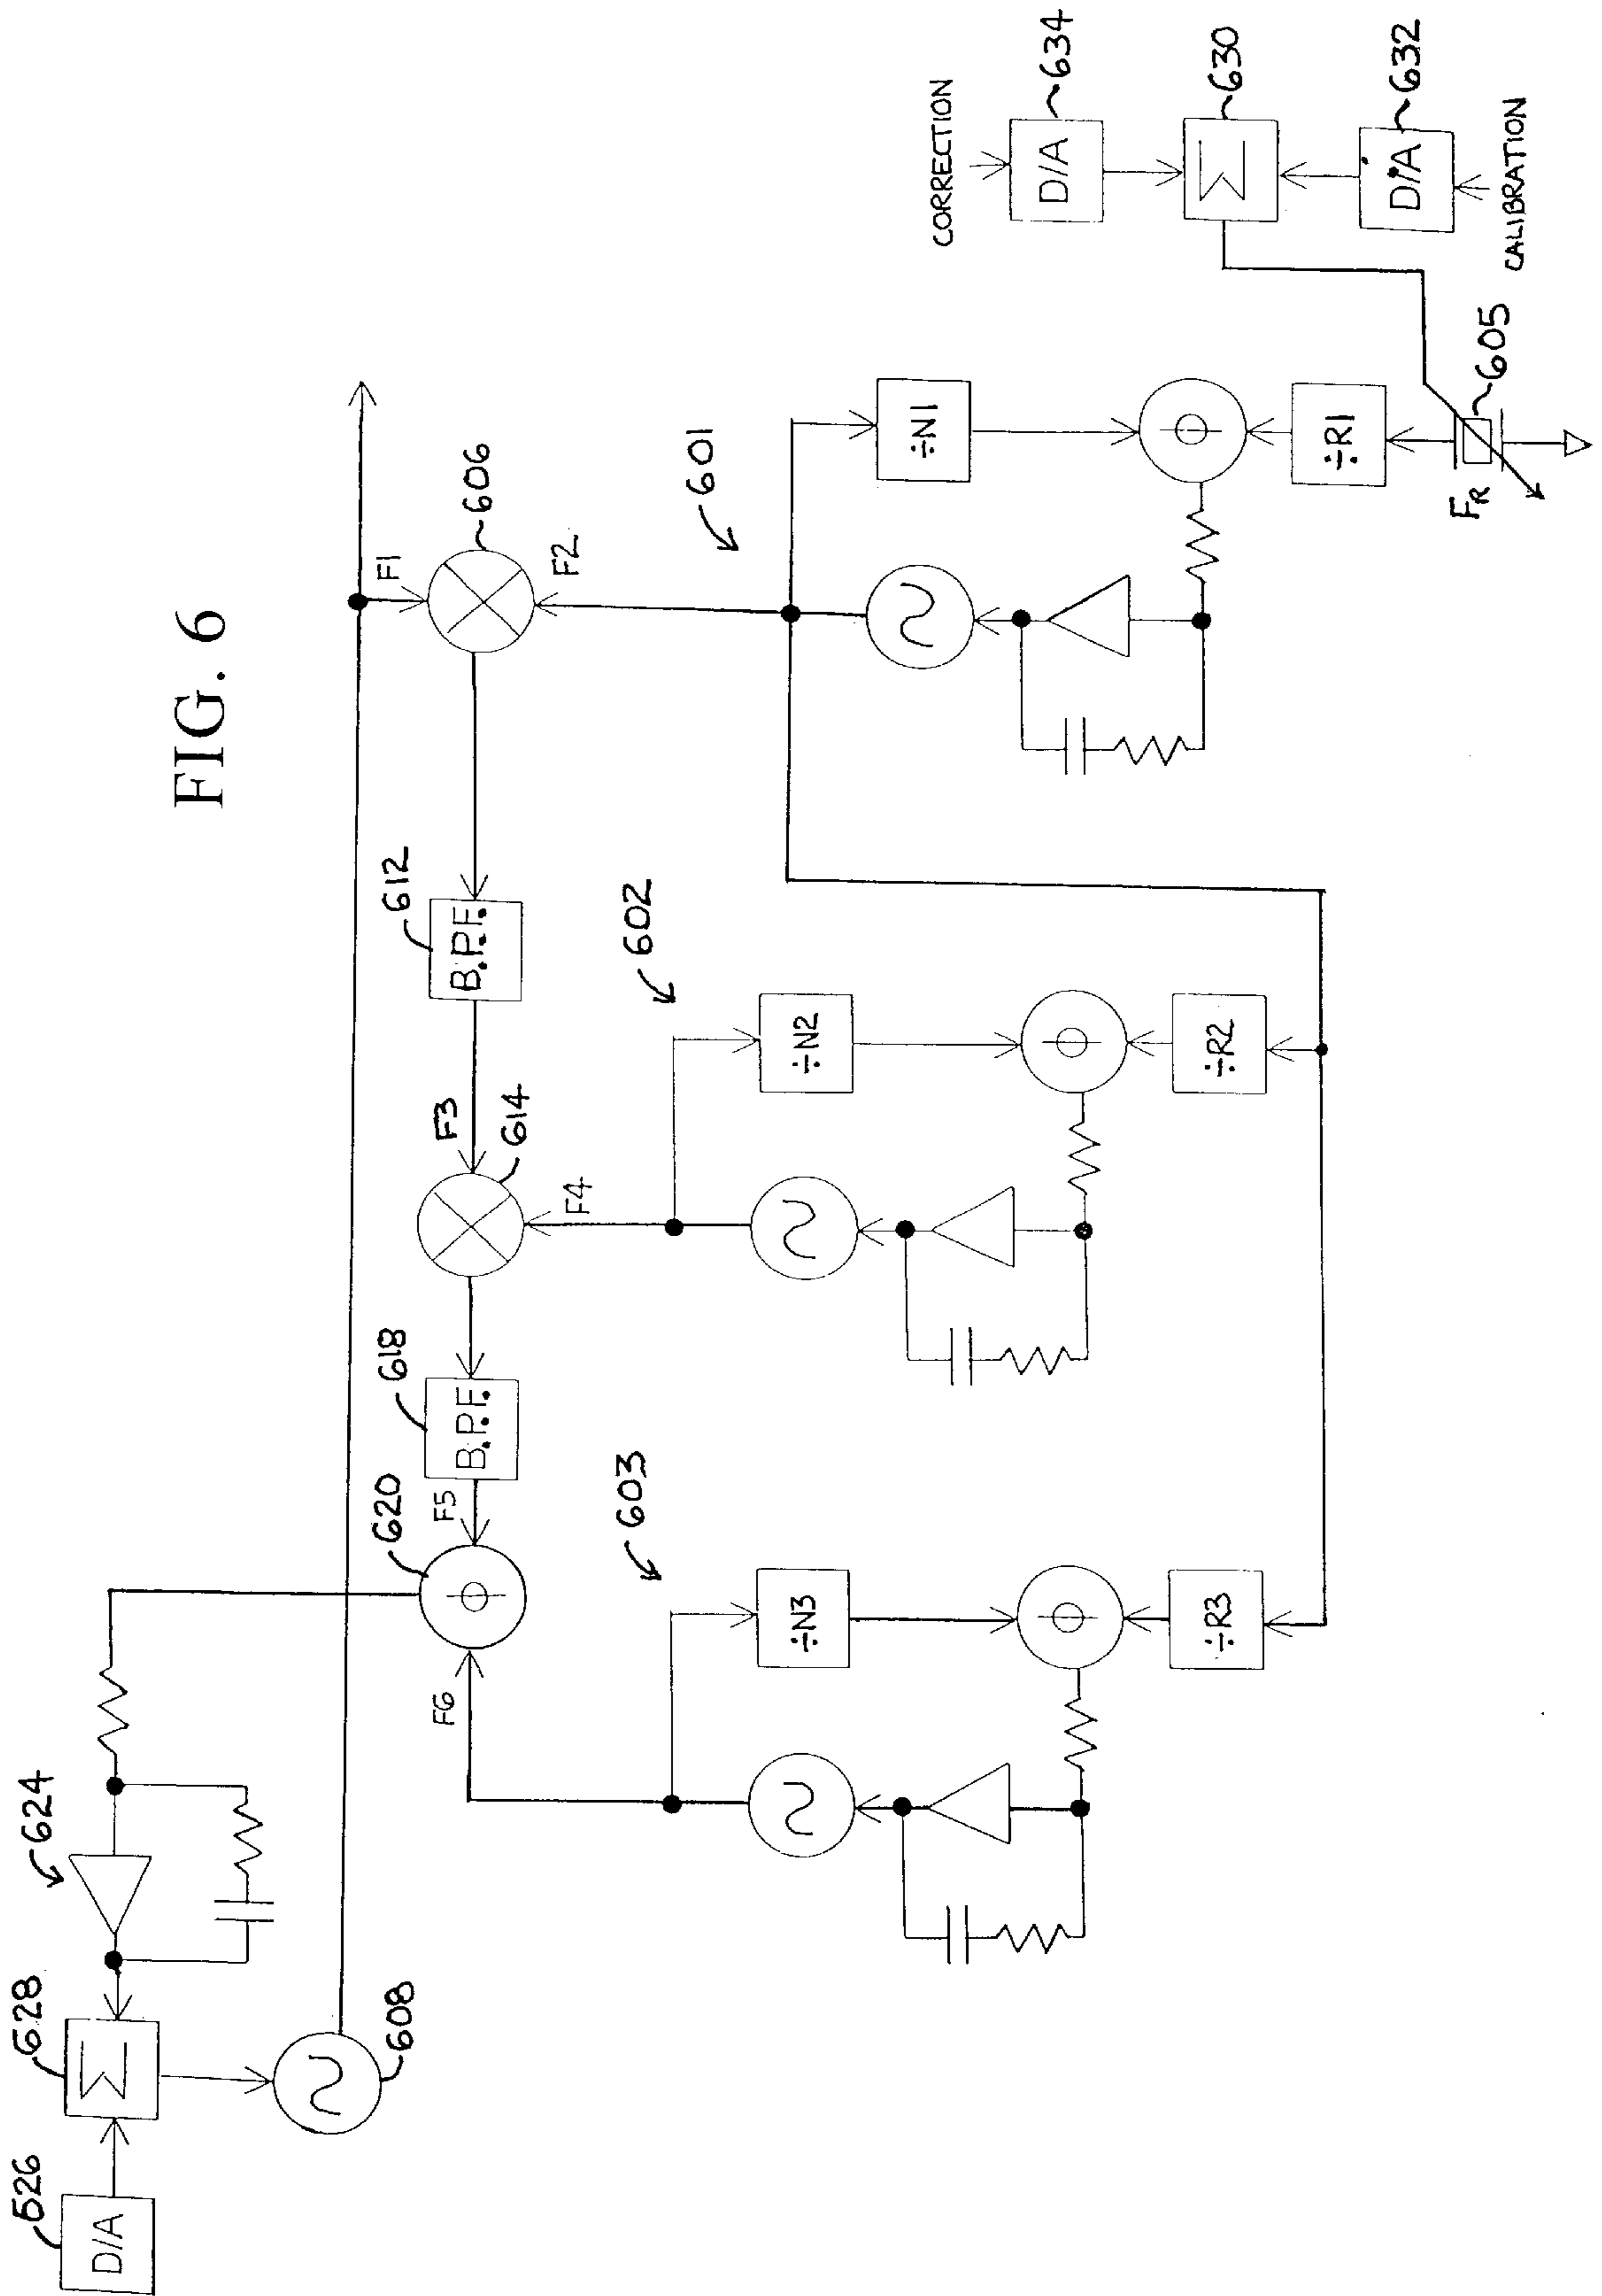 FIG. 6
526
D/A
628
Σ
624
608
620
F5
F6
618
B.P.F.
614
F3
F4
612
B.P.F.
606
F1
F2
603
÷N3
÷R3
602
÷N2
÷R2
601
÷N1
÷R1
FR
605
CORRECTION
D/A
634
Σ
630
D/A
632
CALIBRATION